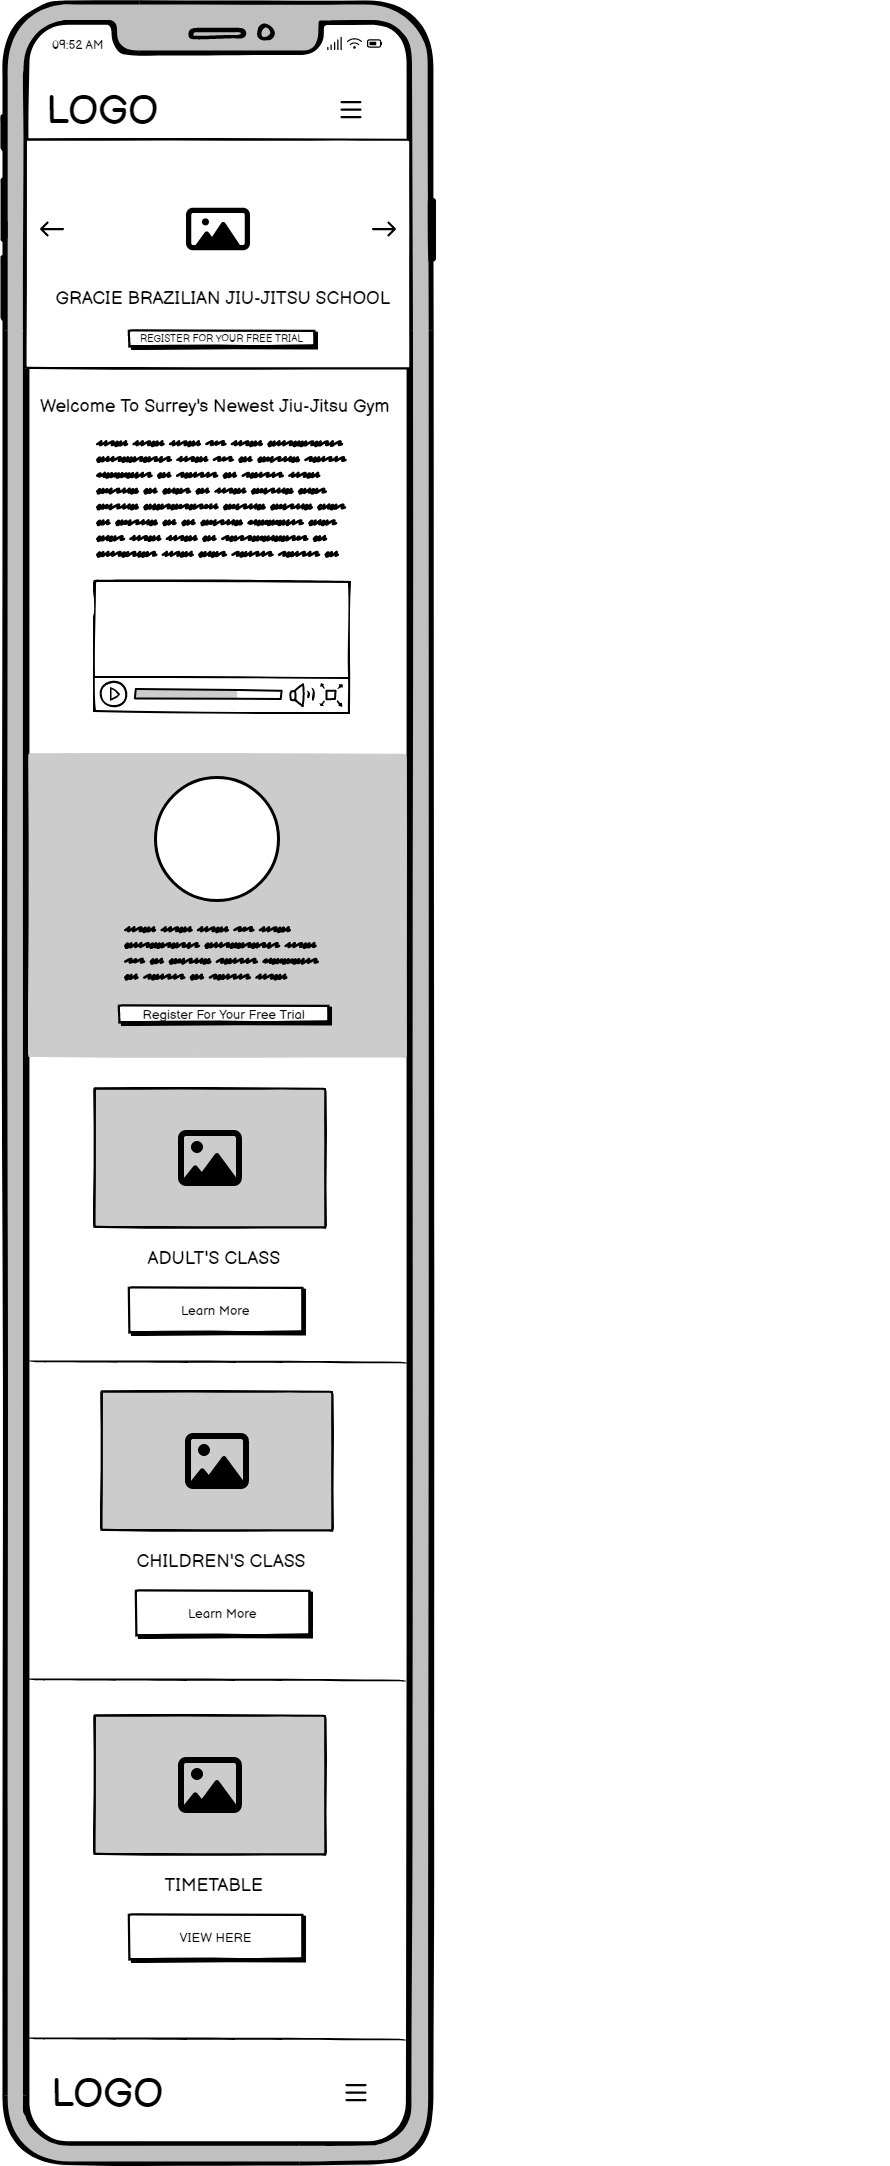 09:52 AM
LOGO
GRACIE BRAZILIAN JIU-JITSU SCHOOL
REGISTER FOR YOUR FREE TRIAL
Welcome To Surrey's Newest Jiu-Jitsu Gym
Register For Your Free Trial
ADULT'S CLASS
Learn More
CHILDREN'S CLASS
Learn More
TIMETABLE
VIEW HERE
LOGO